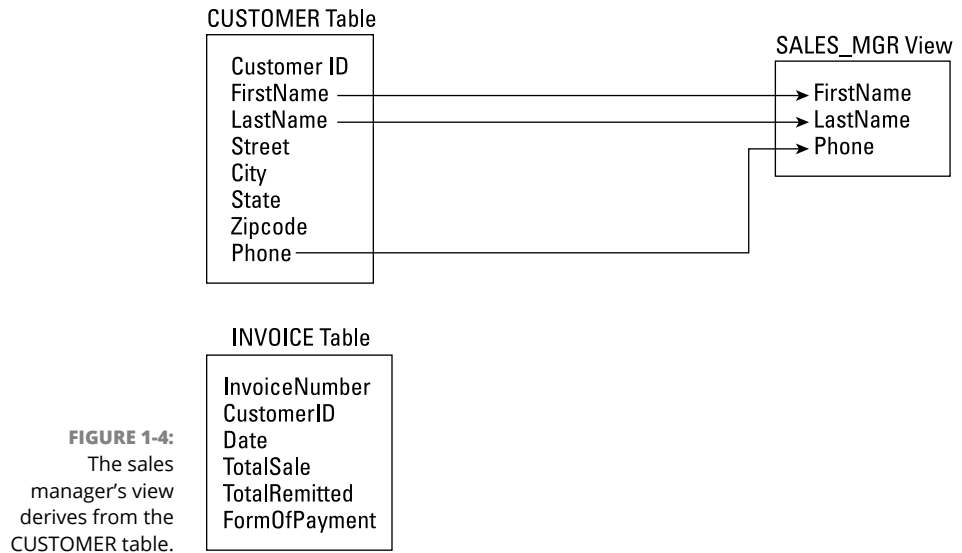 CUSTOMER Table
Customer ID
FirstName
LastName
Street
City
State
Zipcode
Phone
SALES_MGR View
FirstName
LastName
Phone
INVOICE Table
InvoiceNumber
CustomerID
Date
TotalSale
TotalRemitted
FormOfPayment
FIGURE 1-4:
The sales
manager’s view
derives from the
CUSTOMER table.